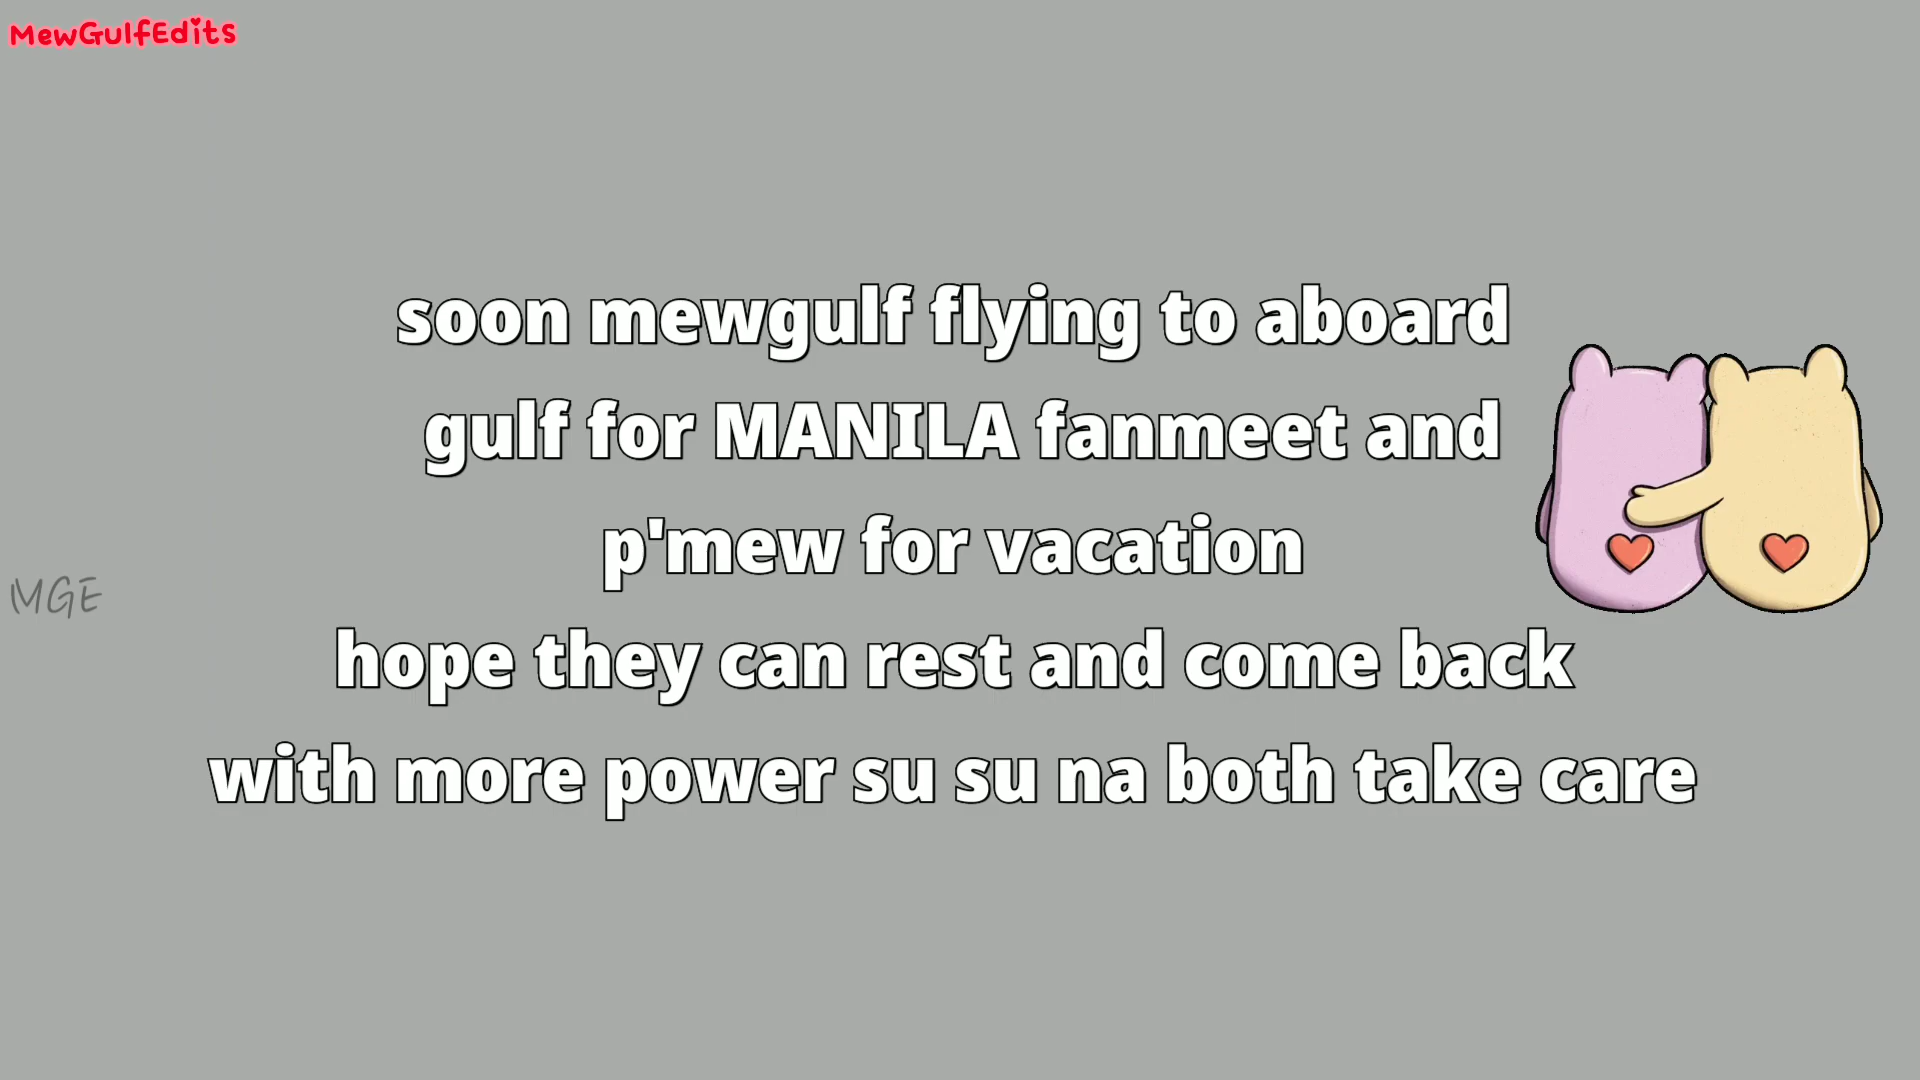 MewGulfEdits
soon mewgulf flying to aboard
gulf for MANILA fanmeet and
p'mew for vacation
MGE
hope they can rest and come back
with more power su su na both take care